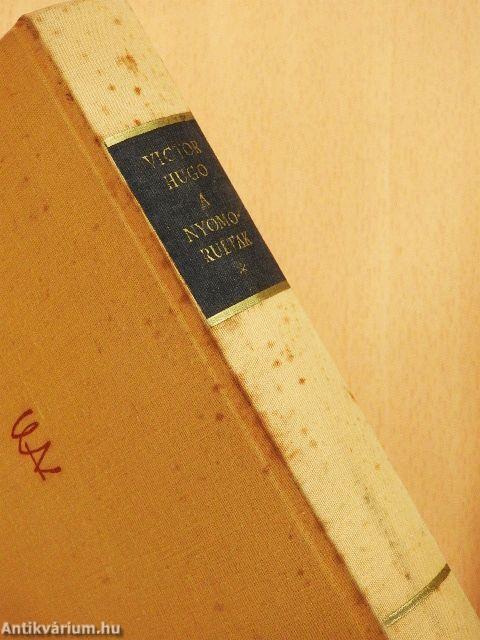 VICTOR
HUGO
A
NYOMO-
RULTAK
*
Antikvárium.hu